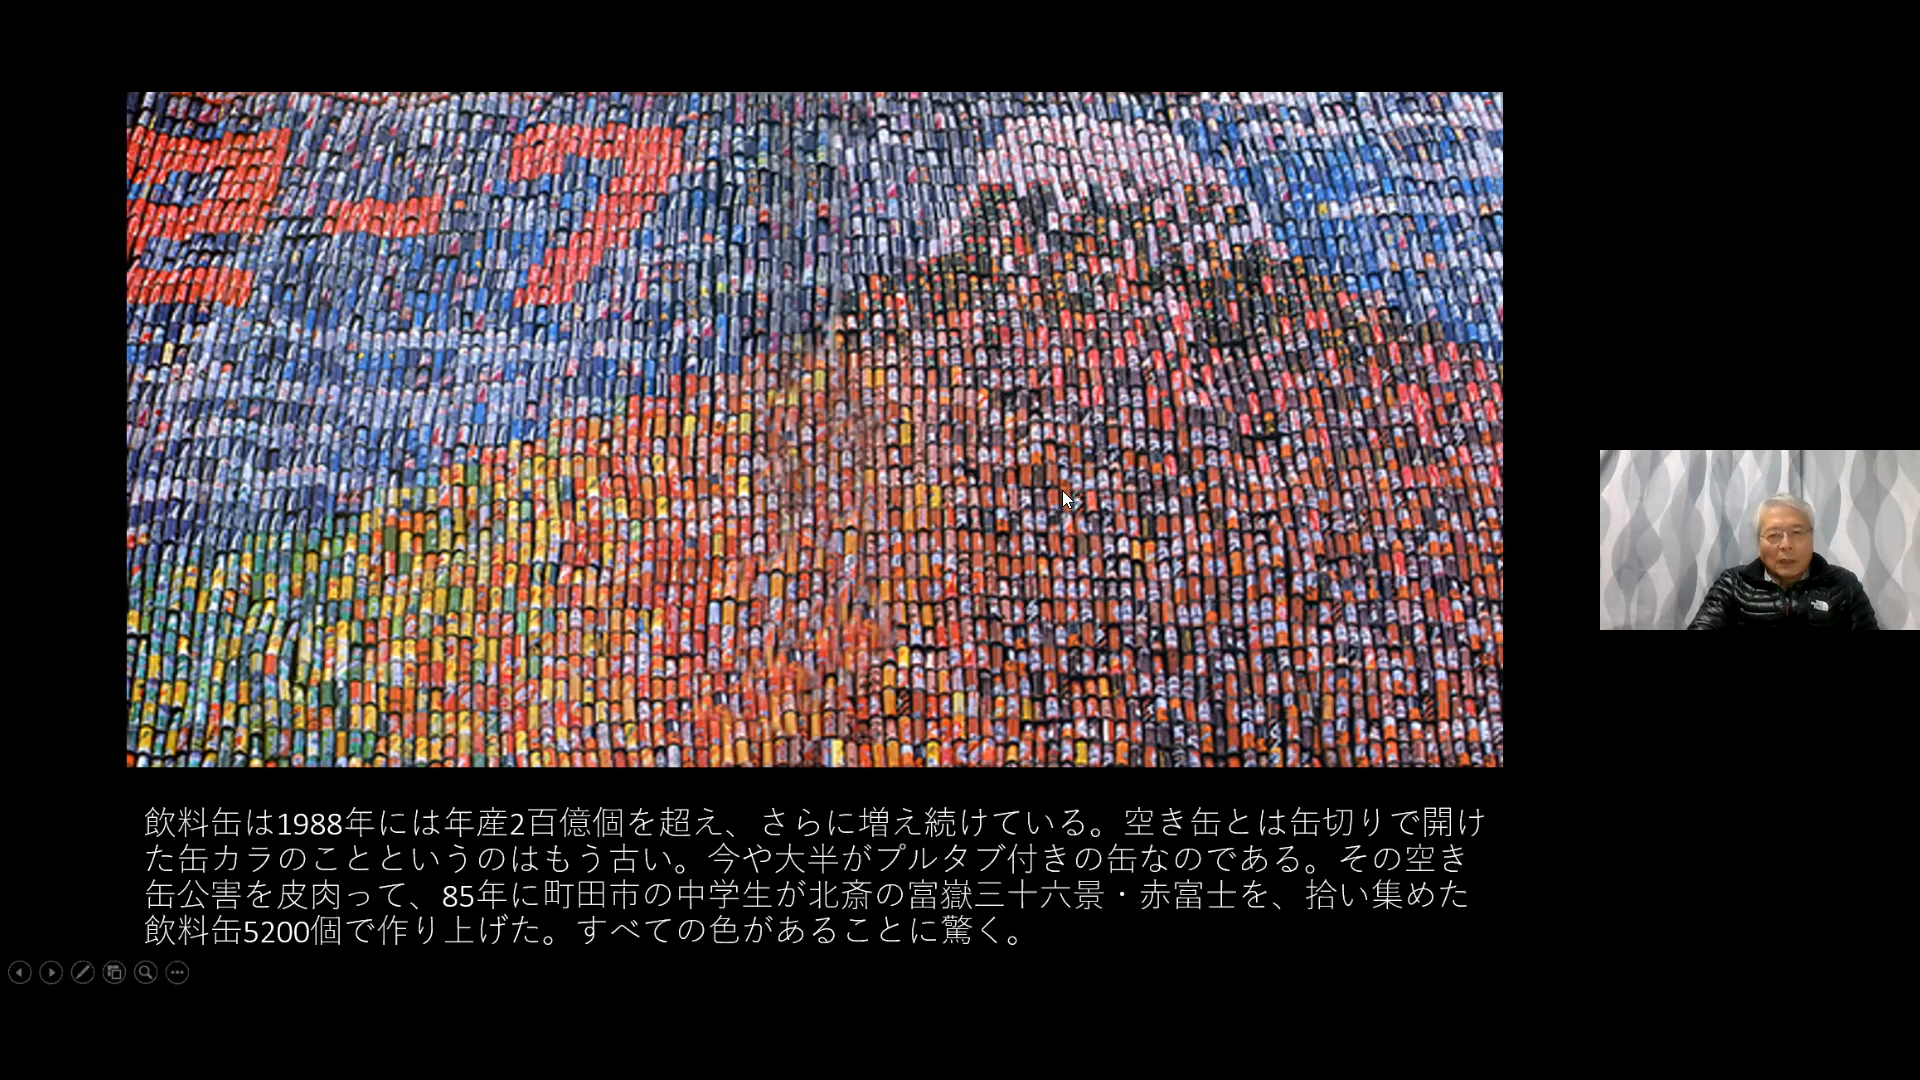 飲料缶は1988年には年産2百億個を超え、さらに増え続けている。空き缶とは缶切りで開け
た缶カラのことというのはもう古い。今や大半がプルタブ付きの缶なのである。その空き
缶公害を皮肉って、85年に町田市の中学生が北斎の富嶽三十六景・赤富士を、拾い集めた
飲料缶5200個で作り上げた。すべての色があることに驚く。